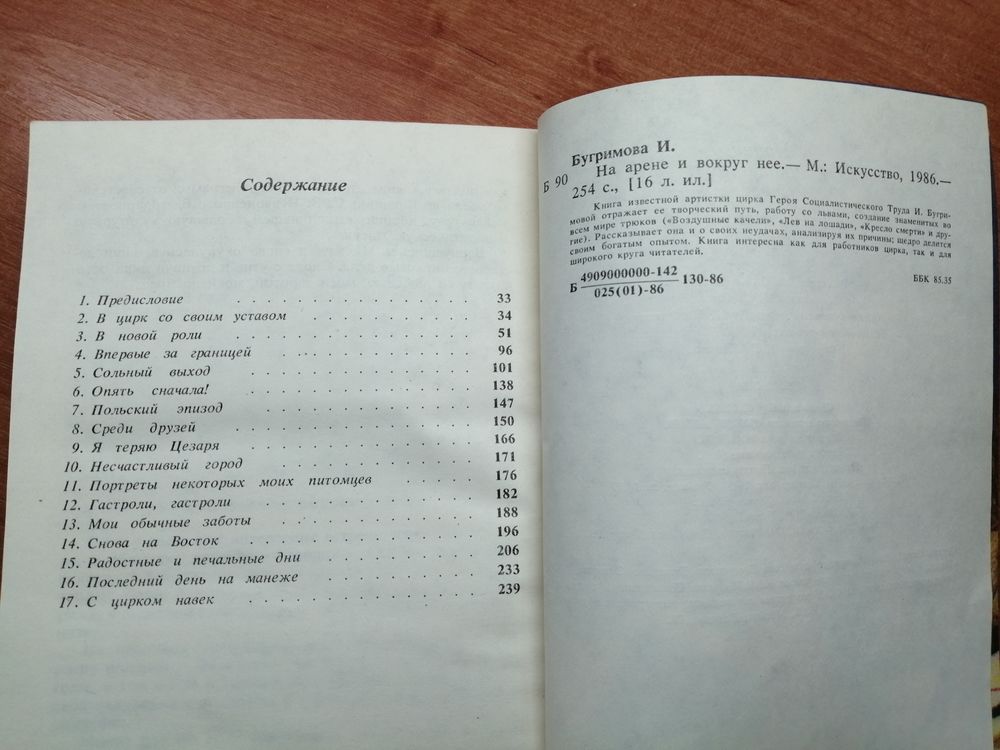 Содержание
1. Предисловие . . . . . . . . . . . . . . . 33
2. В цирк со своим уставом . . . . . . . . . . 34
3. В новой роли . . . . . . . . . . . . . . 51
4. Впервые за границей . . . . . . . . . . . . 96
5. Сольный выход . . . . . . . . . . . . . . 101
6. Опять сначала! . . . . . . . . . . . . . . 138
7. Польский эпизод . . . . . . . . . . . . . . 147
8. Среди друзей . . . . . . . . . . . . . . . 150
9. Я теряю Цезаря . . . . . . . . . . . . . . 166
10. Несчастливый город . . . . . . . . . . . . 171
11. Портреты некоторых моих питомцев . . . . . . 176
12. Гастроли, гастроли . . . . . . . . . . . . . 182
13. Мои обычные заботы . . . . . . . . . . . . 188
14. Снова на Восток . . . . . . . . . . . . . . 196
15. Радостные и печальные дни . . . . . . . . . 206
16. Последний день на манеже . . . . . . . . . 233
17. С цирком навек . . . . . . . . . . . . . . 239
Бугримова И.
Б 90 На арене и вокруг нее.— М.: Искусство, 1986.—
254 с., [16 л. ил.]
Книга известной артистки цирка Героя Социалистического Труда И. Бугри-
мовой отражает ее творческий путь, работу со львами, создание знаменитых во
всем мире трюков («Воздушные качели», «Лев на лошади», «Кресло смерти» и дру-
гие). Рассказывает она и о своих неудачах, анализируя их причины; щедро делится
своим богатым опытом. Книга интересна как для работников цирка, так и для
широкого круга читателей.
Б 4909000000-142
025(01)-86 130-86 ББК 85.35